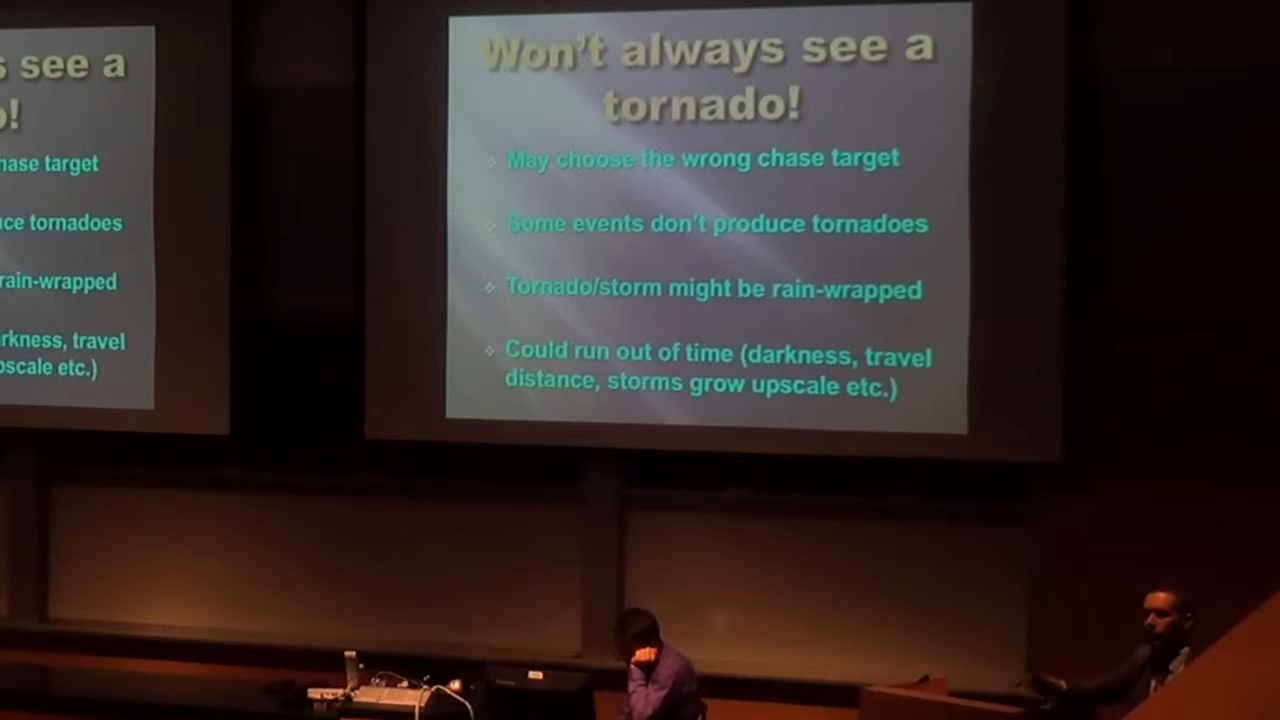 s see a
o!
hase target
ce tornadoes
rain-wrapped
rkness, travel
pscale etc.)
Won't always see a
tornado!
May choose the wrong chase target
Some events don't produce tornadoes
Tornado/storm might be rain-wrapped
Could run out of time (darkness, travel
distance, storms grow upscale etc.)